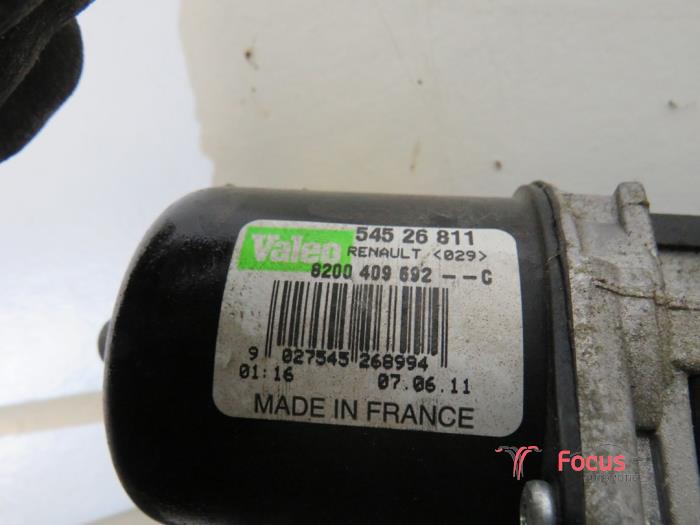 Valeo 545 26 811
RENAULT <029>
8200 409 692 --C
9 027545 268994
01:16 07.06.11
MADE IN FRANCE
Focus
AUTOMOTIVE